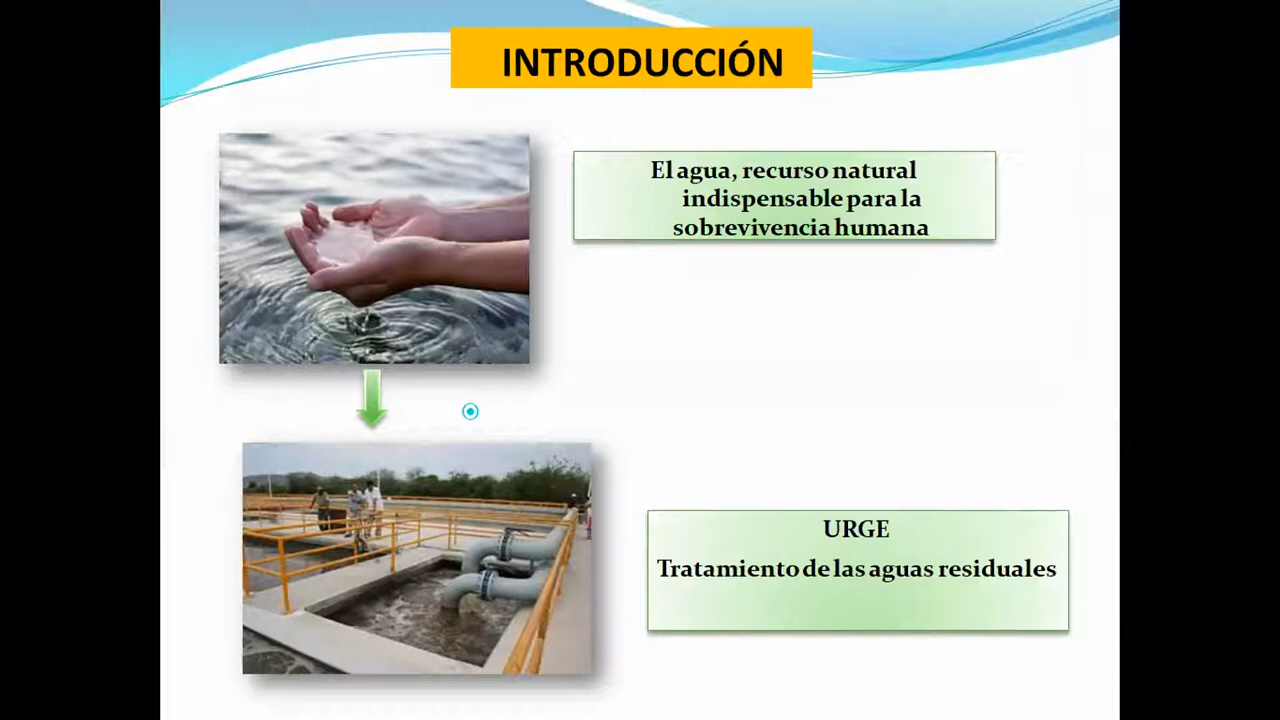 INTRODUCCIÓN
El agua, recurso natural
indispensable para la
sobrevivencia humana
URGE
Tratamiento de las aguas residuales